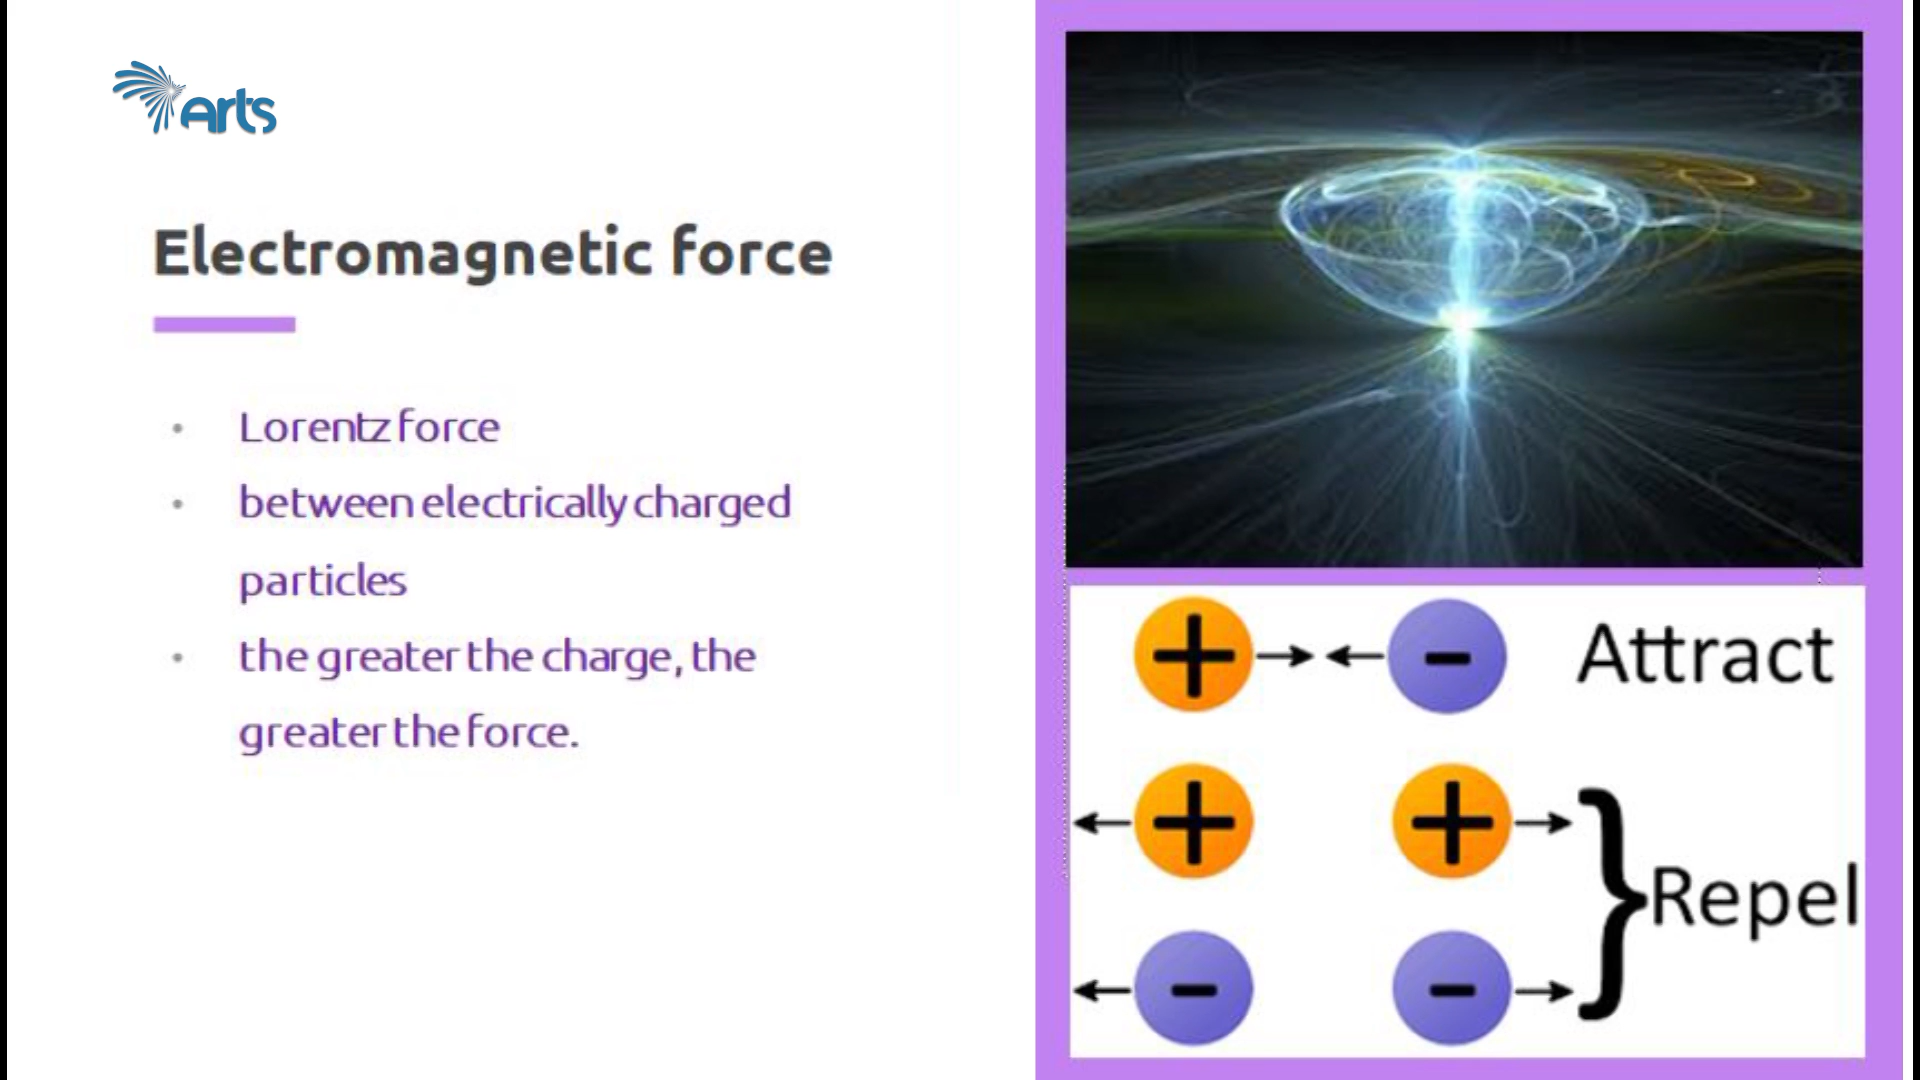 arts
Electromagnetic force
• Lorentz force
• between electrically charged
particles
• the greater the charge, the
greater the force.
+ - Attract
+ +
} Repel
- -